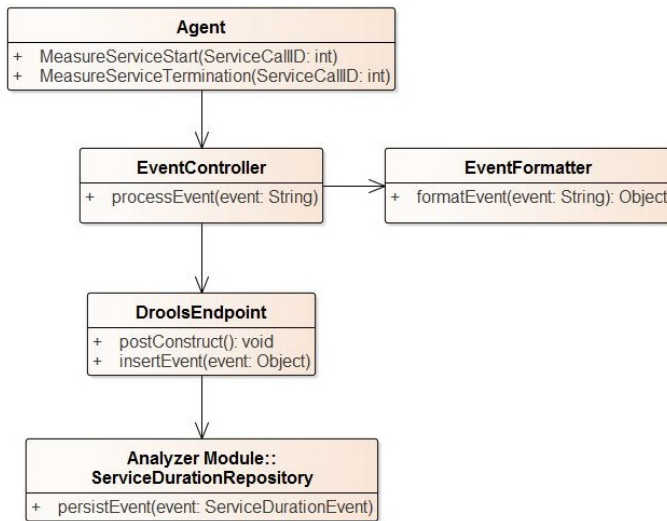 Agent
+ MeasureServiceStart(ServiceCallID: int)
+ MeasureServiceTermination(ServiceCallID: int)
EventController
+ processEvent(event: String)
EventFormatter
+ formatEvent(event: String): Object
DroolsEndpoint
+ postConstruct(): void
+ insertEvent(event: Object)
Analyzer Module::
ServiceDurationRepository
+ persistEvent(event: ServiceDurationEvent)